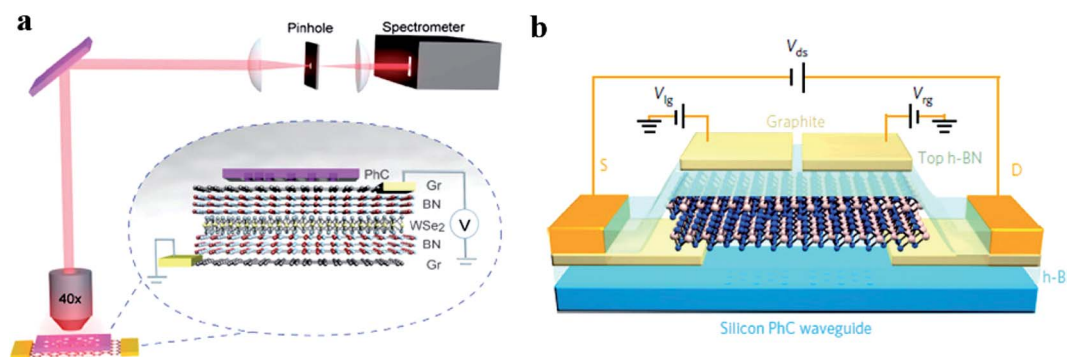 a
Pinhole
Spectrometer
PhC
Gr
BN
WSe2
BN
Gr
V
40x
b
Vds
Vlg
Vrg
Graphite
Top h-BN
S
D
h-B
Silicon PhC waveguide